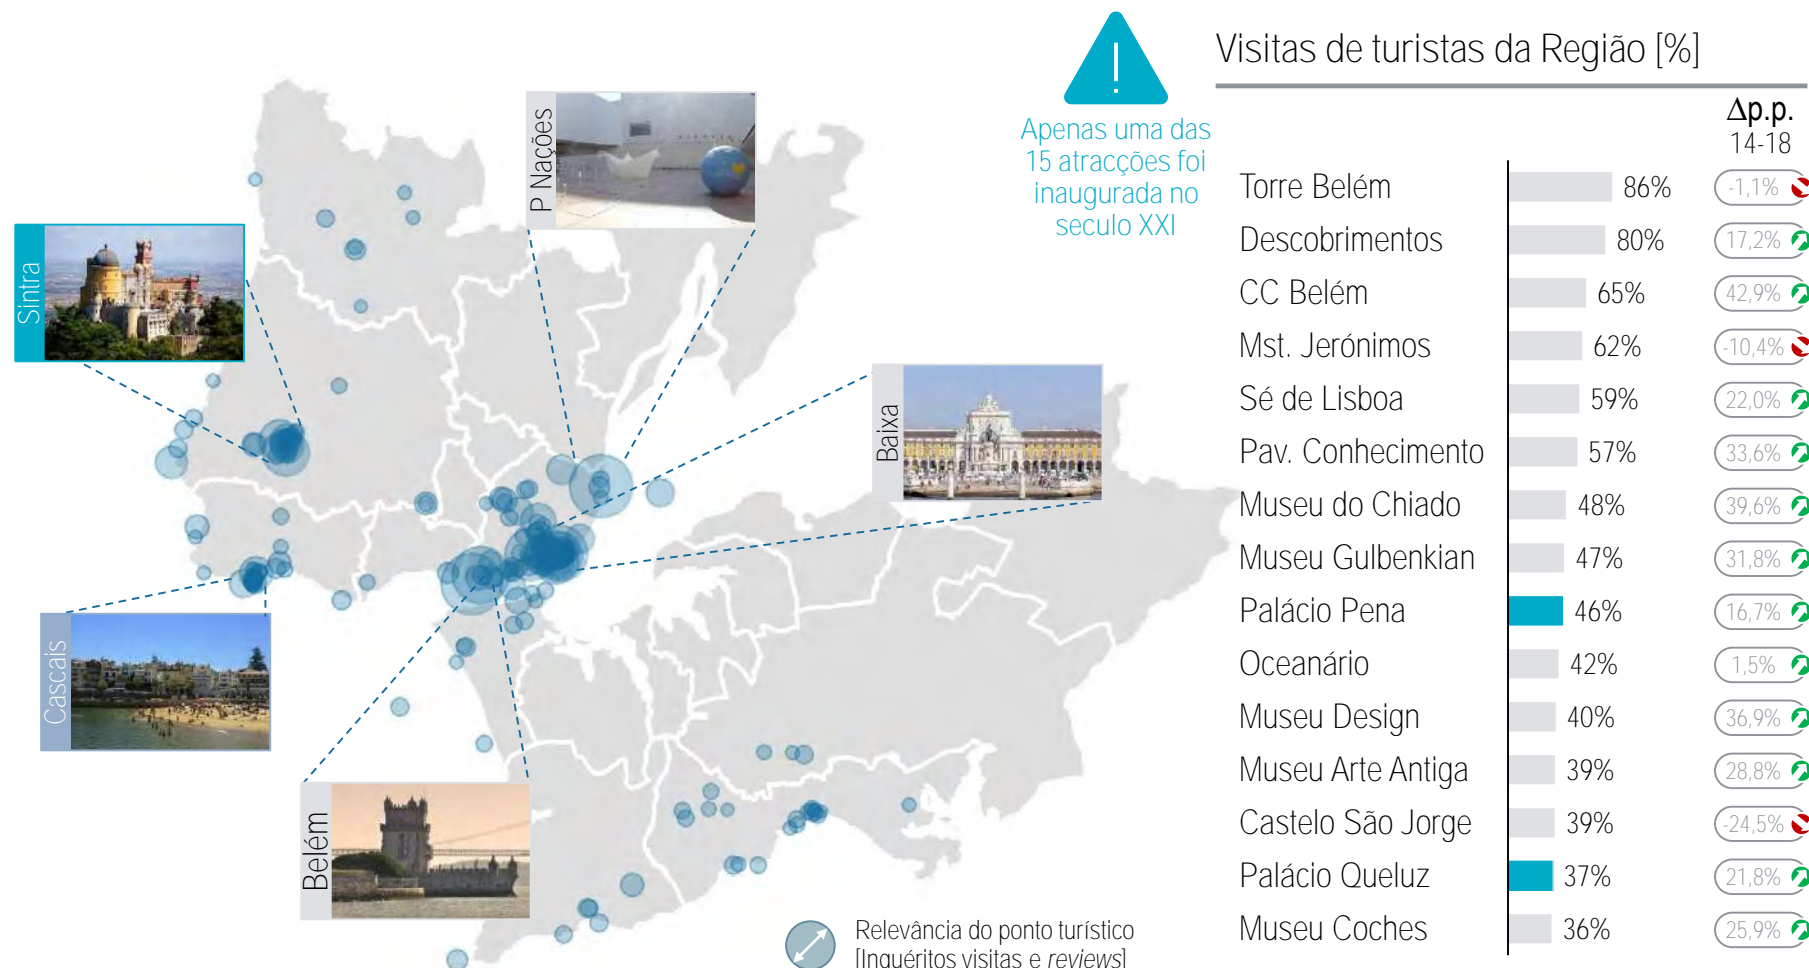 Apenas uma das
15 atracções foi
inaugurada no
seculo XXI
Visitas de turistas da Região [%]
Δp.p.
14-18
Torre Belém 86% -1,1%
Descobrimentos 80% 17,2%
CC Belém 65% 42,9%
Mst. Jerónimos 62% -10,4%
Sé de Lisboa 59% 22,0%
Pav. Conhecimento 57% 33,6%
Museu do Chiado 48% 39,6%
Museu Gulbenkian 47% 31,8%
Palácio Pena 46% 16,7%
Oceanário 42% 1,5%
Museu Design 40% 36,9%
Museu Arte Antiga 39% 28,8%
Castelo São Jorge 39% -24,5%
Palácio Queluz 37% 21,8%
Museu Coches 36% 25,9%
P Nações
Sintra
Baixa
Cascais
Belém
Relevância do ponto turístico
[Inquéritos visitas e reviews]